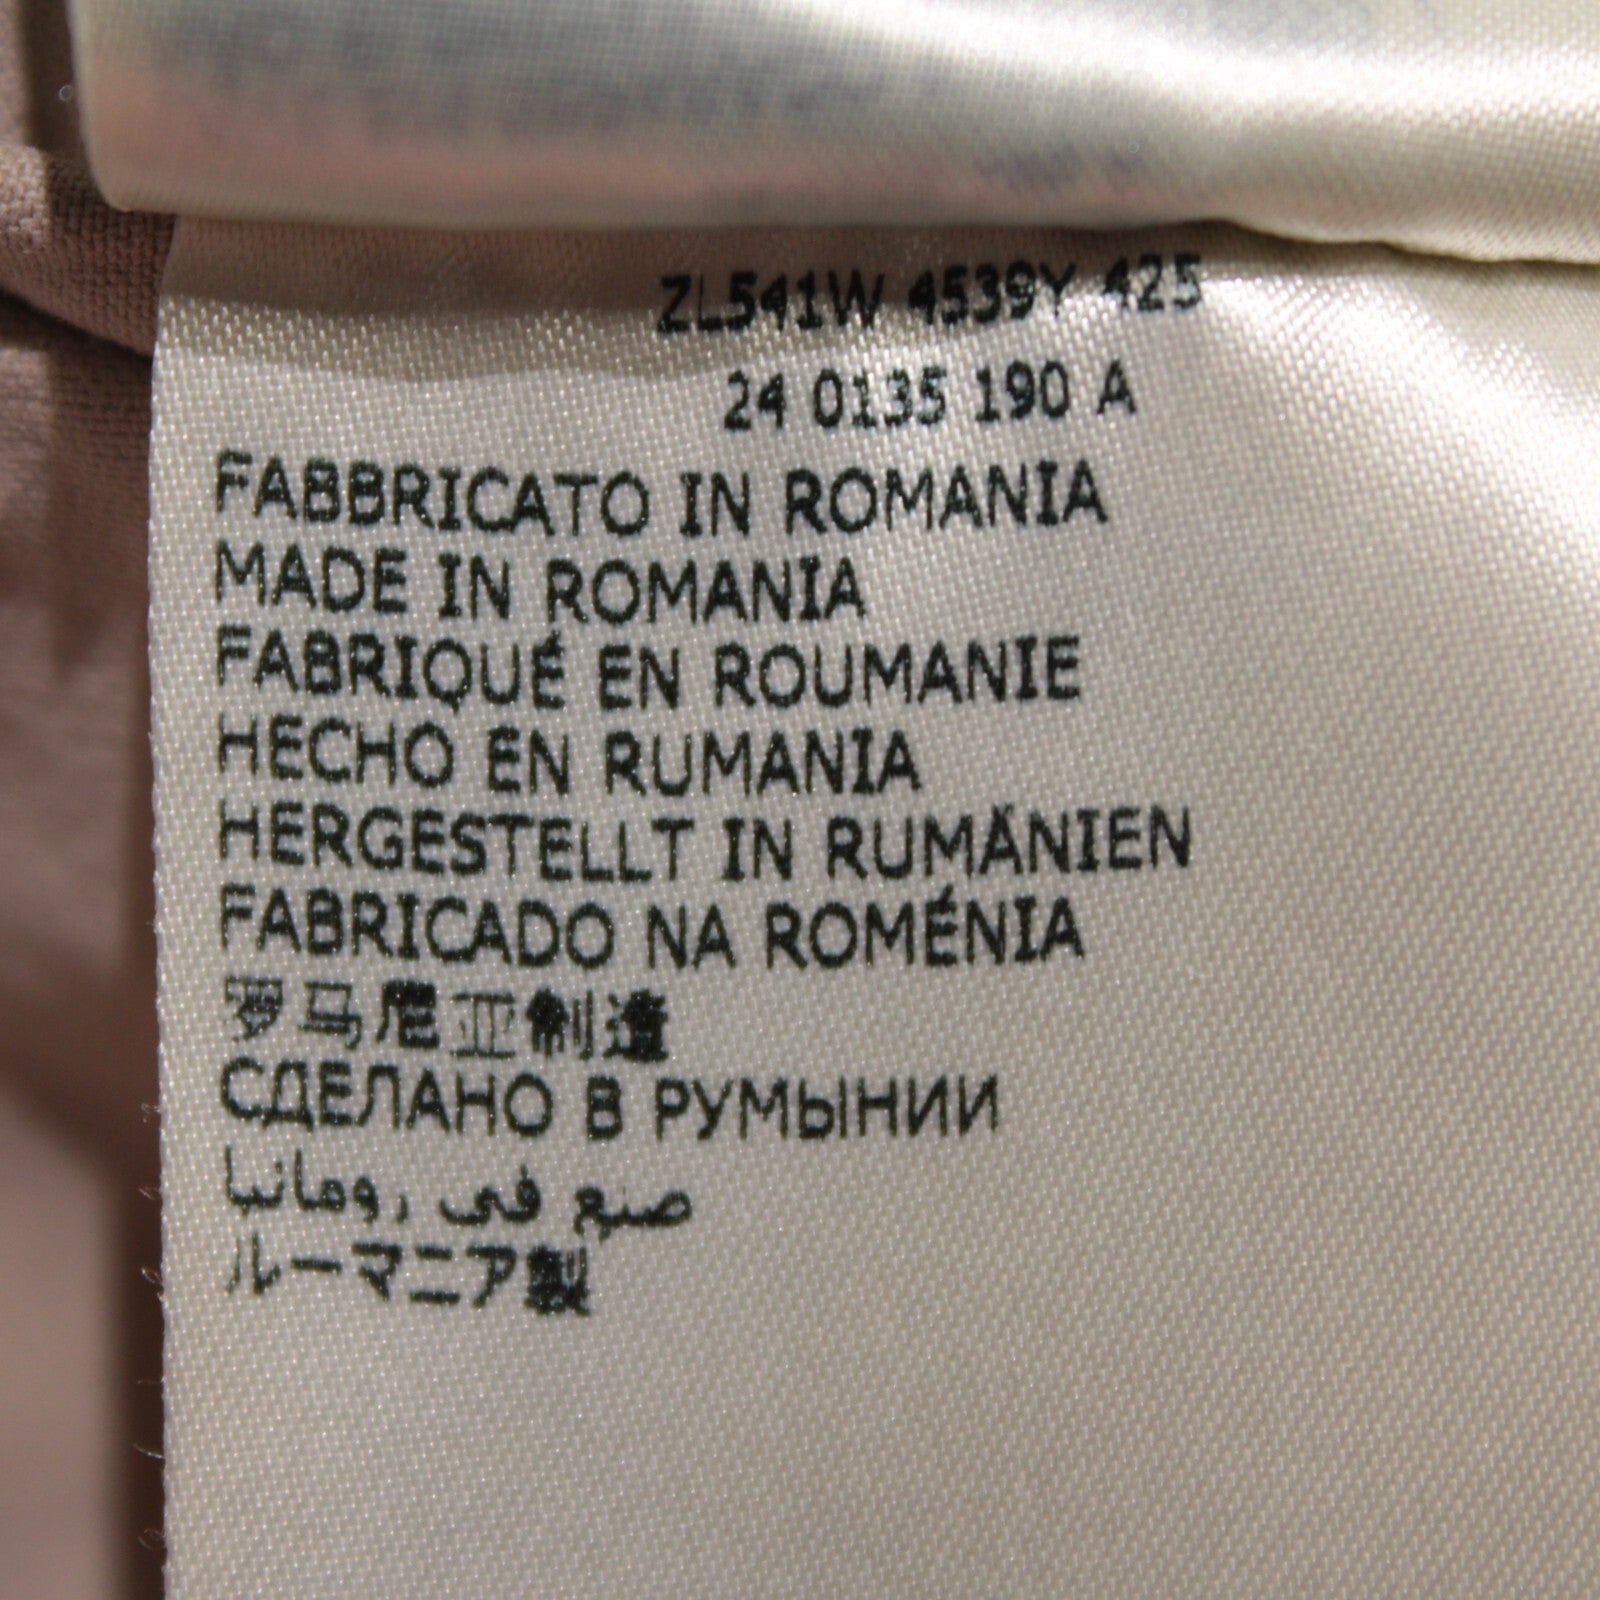 ZL541W 4539Y 425
24 0135 190 A
FABBRICATO IN ROMANIA
MADE IN ROMANIA
FABRIQUÉ EN ROUMANIE
HECHO EN RUMANIA
HERGESTELLT IN RUMÄNIEN
FABRICADO NA ROMÉNIA
罗马尼亚制造
СДЕЛАНО В РУМЫНИИ
صنع في رومانيا
ルーマニア製